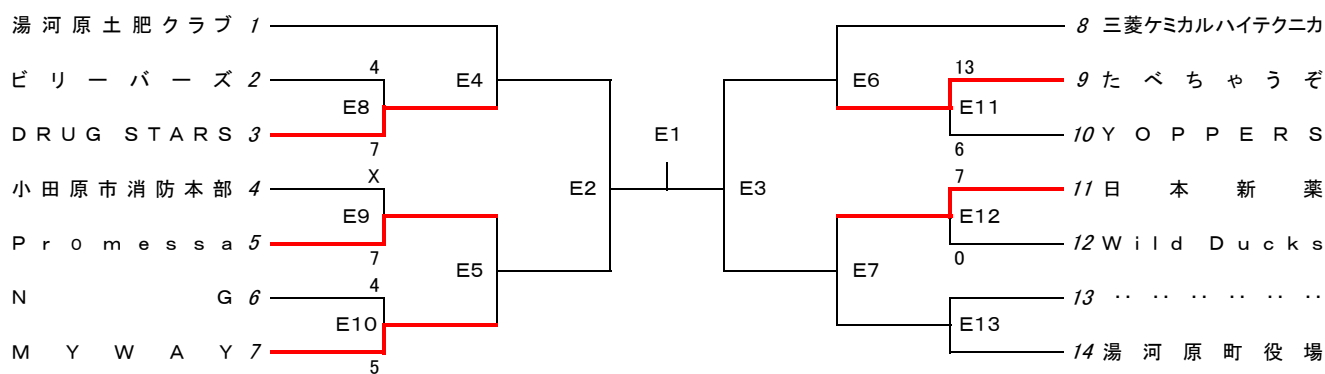 湯河原土肥クラブ 1
8 三菱ケミカルハイテクニカ
ビリーバーズ 2
4
E8
7
DRUG STARS 3
E4
小田原市消防本部 4
X
E9
7
Promessa 5
E5
N G 6
4
E10
5
MYWAY 7
E2
E1
E3
E6
13
9 たべちゃうぞ
E11
6
10 YOPPERS
7
11 日本新薬
E12
0
12 Wild Ducks
E7
13 ‥ ‥ ‥ ‥ ‥ ‥
E13
14 湯河原町役場